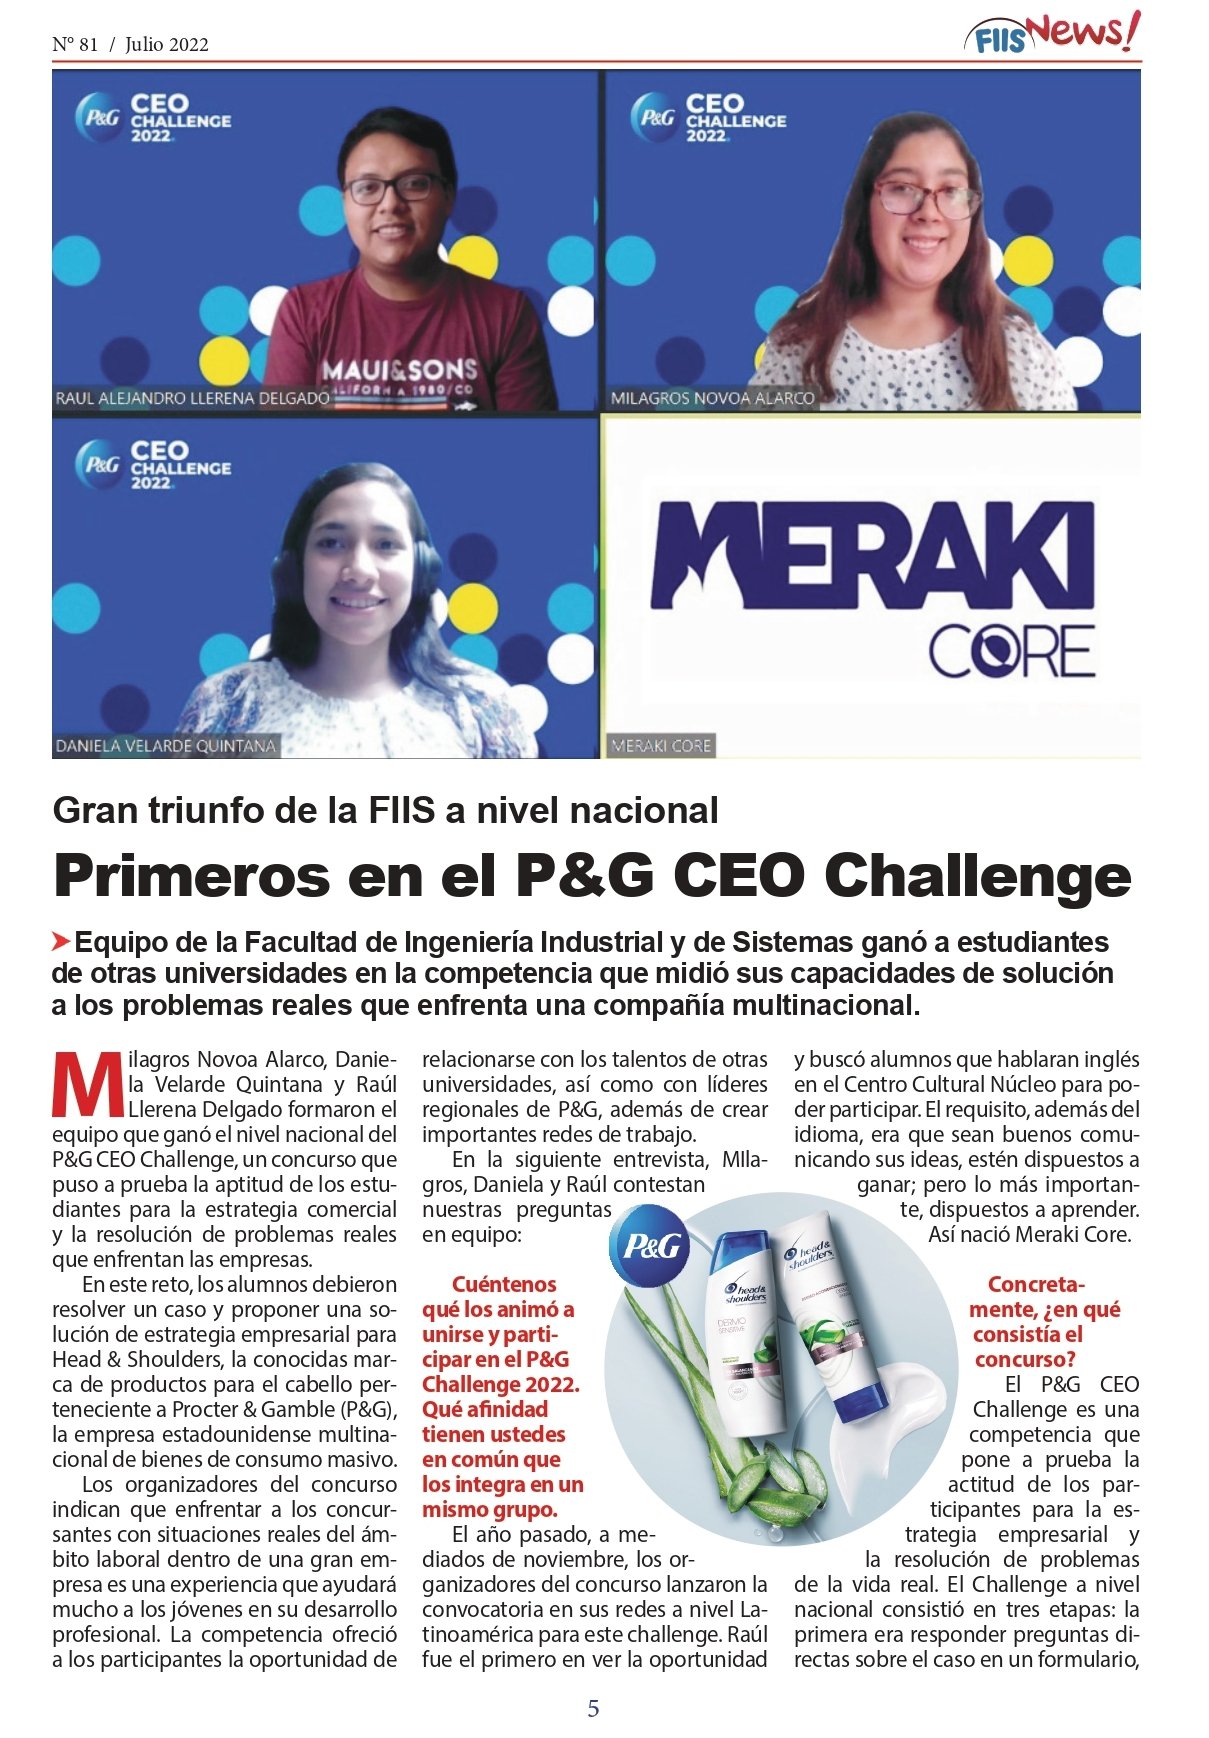 N° 81 / Julio 2022
FIISNews!
P&G CEO
CHALLENGE
2022
P&G CEO
CHALLENGE
2022
MAUI&SONS
RAUL ALEJANDRO LLERENA DELGADO
MILAGROS NOVOA ALARCO
P&G CEO
CHALLENGE
2022
MERAKI
CORE
DANIELA VELARDE QUINTANA
MERAKI CORE
Gran triunfo de la FIIS a nivel nacional
Primeros en el P&G CEO Challenge
➤Equipo de la Facultad de Ingeniería Industrial y de Sistemas ganó a estudiantes
de otras universidades en la competencia que midió sus capacidades de solución
a los problemas reales que enfrenta una compañía multinacional.
Milagros Novoa Alarco, Danie-
la Velarde Quintana y Raúl
Llerena Delgado formaron el
equipo que ganó el nivel nacional del
P&G CEO Challenge, un concurso que
puso a prueba la aptitud de los estu-
diantes para la estrategia comercial
y la resolución de problemas reales
que enfrentan las empresas.
En este reto, los alumnos debieron
resolver un caso y proponer una so-
lución de estrategia empresarial para
Head & Shoulders, la conocidas mar-
ca de productos para el cabello per-
teneciente a Procter & Gamble (P&G),
la empresa estadounidense multina-
cional de bienes de consumo masivo.
Los organizadores del concurso
indican que enfrentar a los concur-
santes con situaciones reales del ám-
bito laboral dentro de una gran em-
presa es una experiencia que ayudará
mucho a los jóvenes en su desarrollo
profesional. La competencia ofreció
a los participantes la oportunidad de
relacionarse con los talentos de otras
universidades, así como con líderes
regionales de P&G, además de crear
importantes redes de trabajo.
En la siguiente entrevista, MIla-
gros, Daniela y Raúl contestan
nuestras preguntas
en equipo:
Cuéntenos
qué los animó a
unirse y parti-
cipar en el P&G
Challenge 2022.
Qué afinidad
tienen ustedes
en común que
los integra en un
mismo grupo.
El año pasado, a me-
diados de noviembre, los or-
ganizadores del concurso lanzaron la
convocatoria en sus redes a nivel La-
tinoamérica para este challenge. Raúl
fue el primero en ver la oportunidad
P&G
head&
shoulders
DERMO
SENSITIVE
head&
shoulders
y buscó alumnos que hablaran inglés
en el Centro Cultural Núcleo para po-
der participar. El requisito, además del
idioma, era que sean buenos comu-
nicando sus ideas, estén dispuestos a
ganar; pero lo más importan-
te, dispuestos a aprender.
Así nació Meraki Core.
Concreta-
mente, ¿en qué
consistía el
concurso?
El P&G CEO
Challenge es una
competencia que
pone a prueba la
actitud de los par-
ticipantes para la es-
trategia empresarial y
la resolución de problemas
de la vida real. El Challenge a nivel
nacional consistió en tres etapas: la
primera era responder preguntas di-
rectas sobre el caso en un formulario,
5